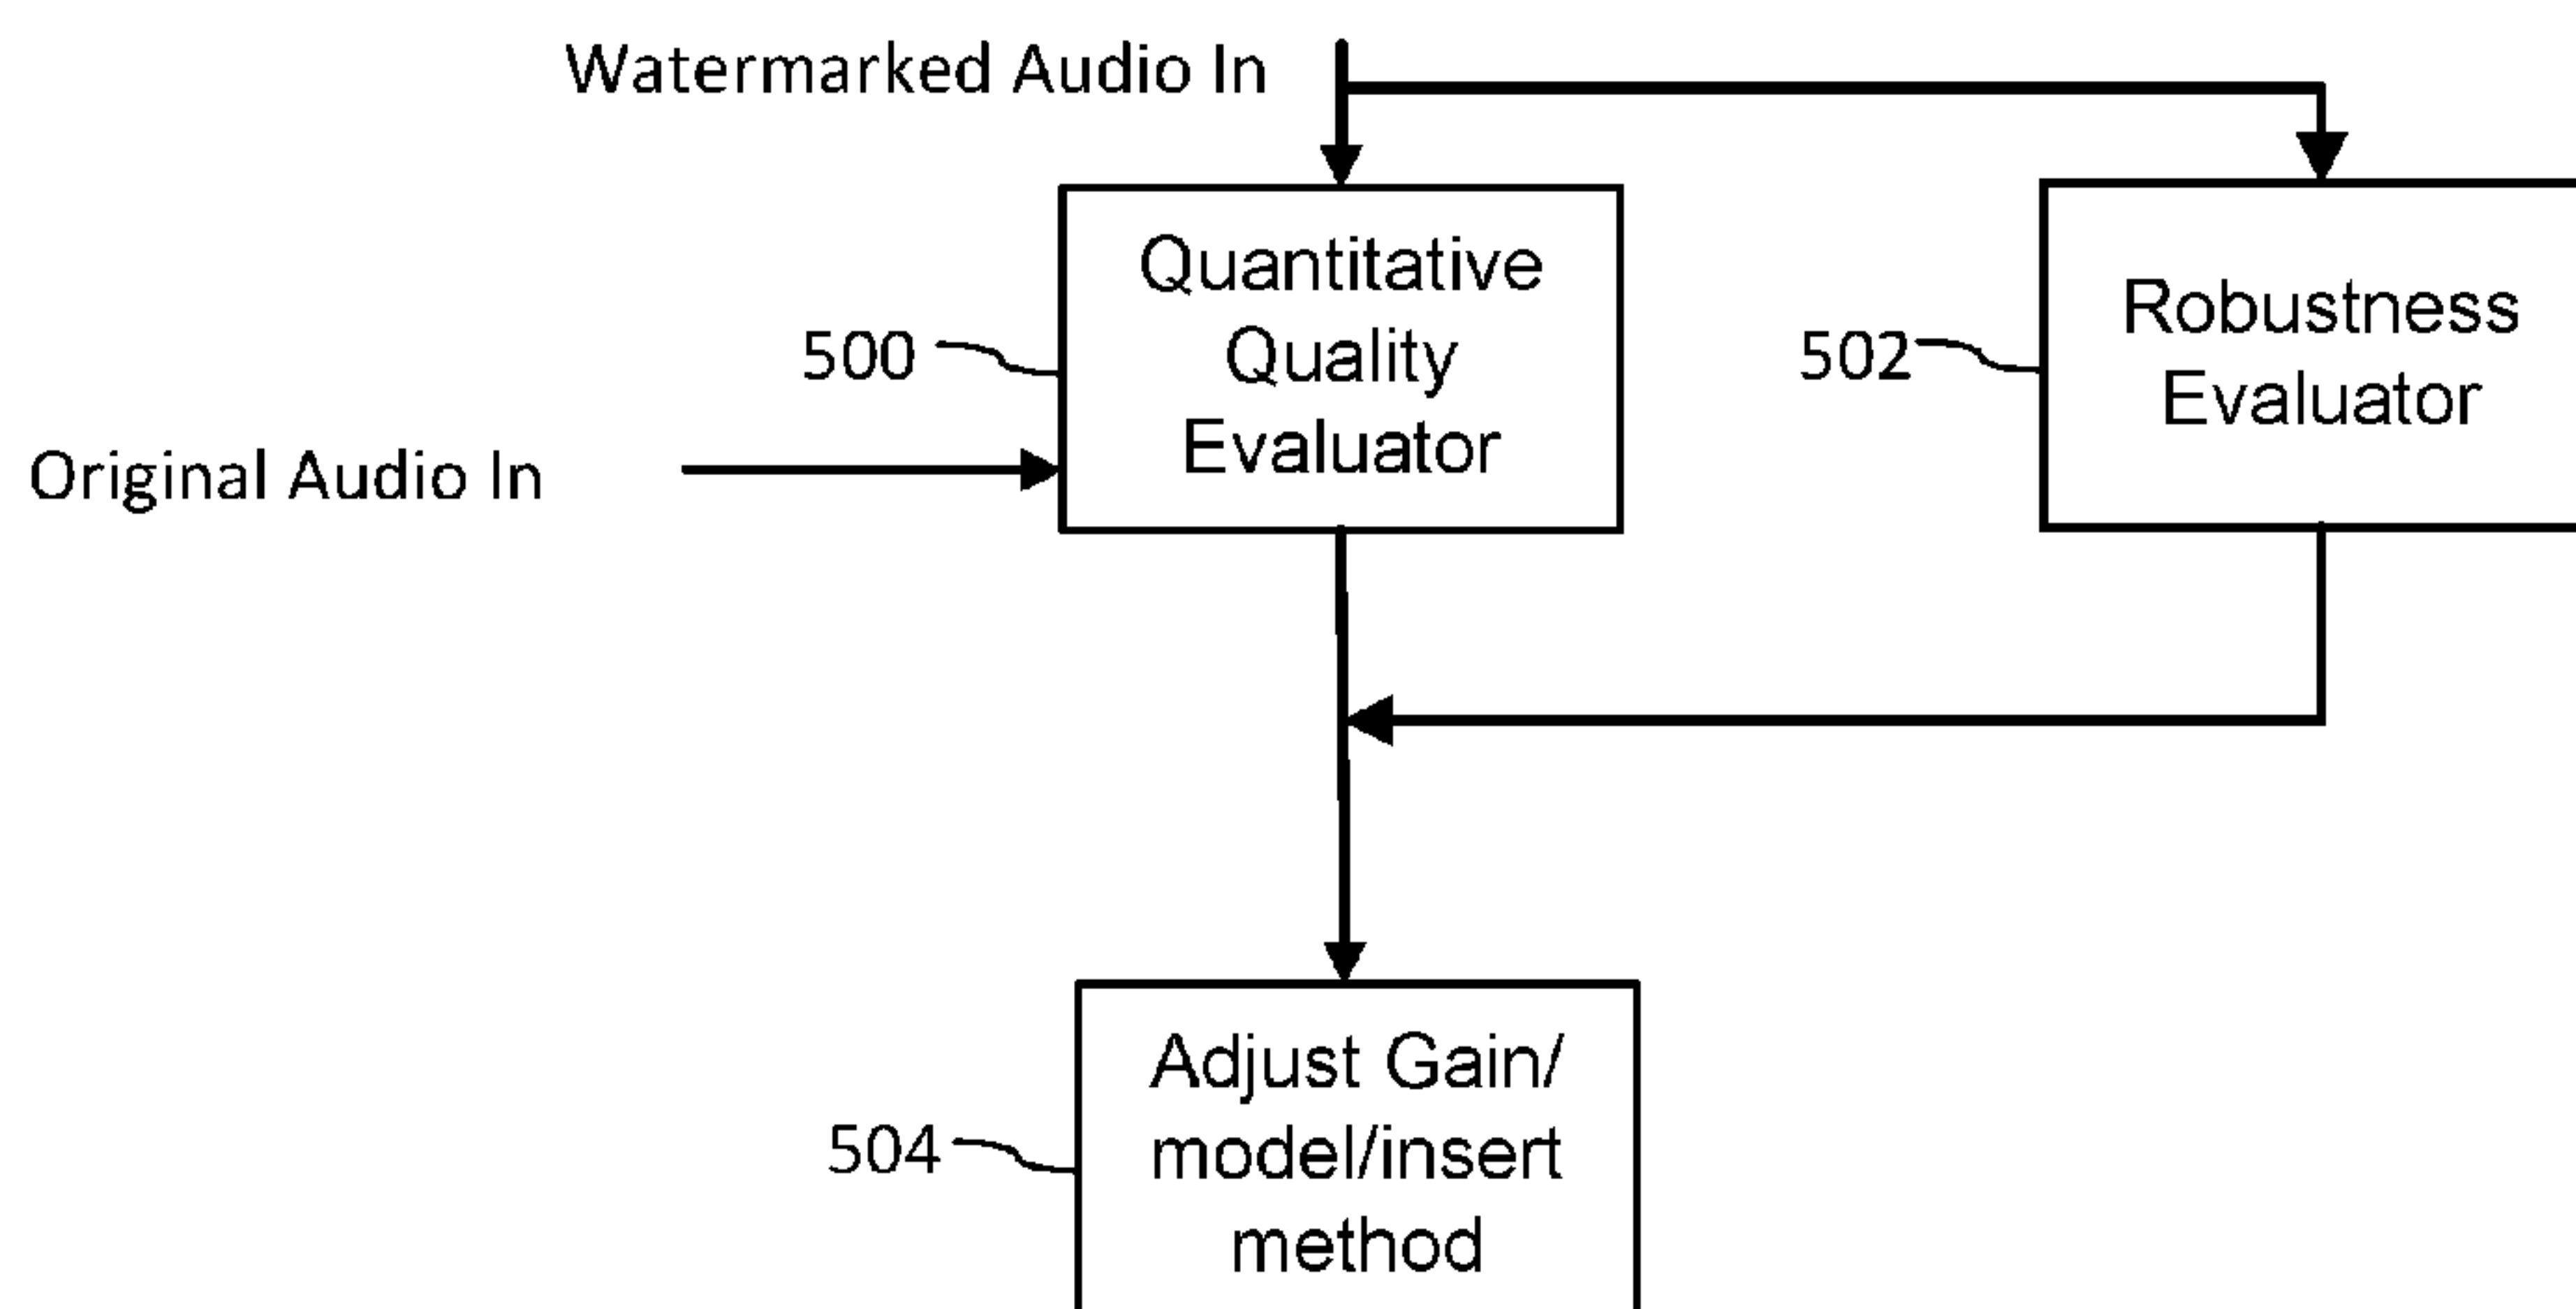 Watermarked Audio In
Quantitative
Quality
Evaluator
500
Robustness
Evaluator
502
Original Audio In
Adjust Gain/
model/insert
method
504